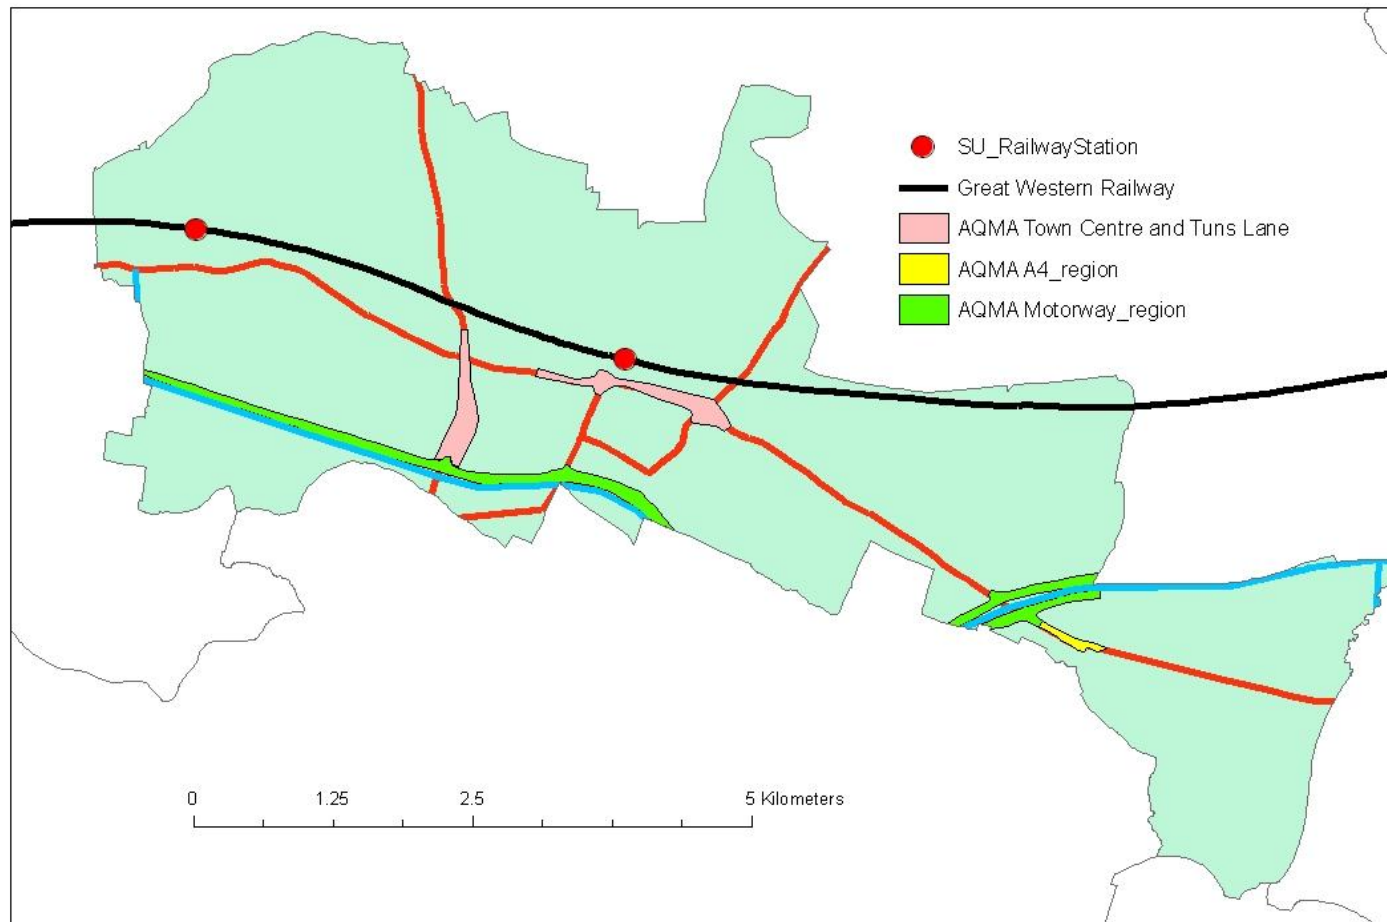 SU_RailwayStation
Great Western Railway
AQMA Town Centre and Tuns Lane
AQMA A4_region
AQMA Motorway_region
0 1.25 2.5 5 Kilometers